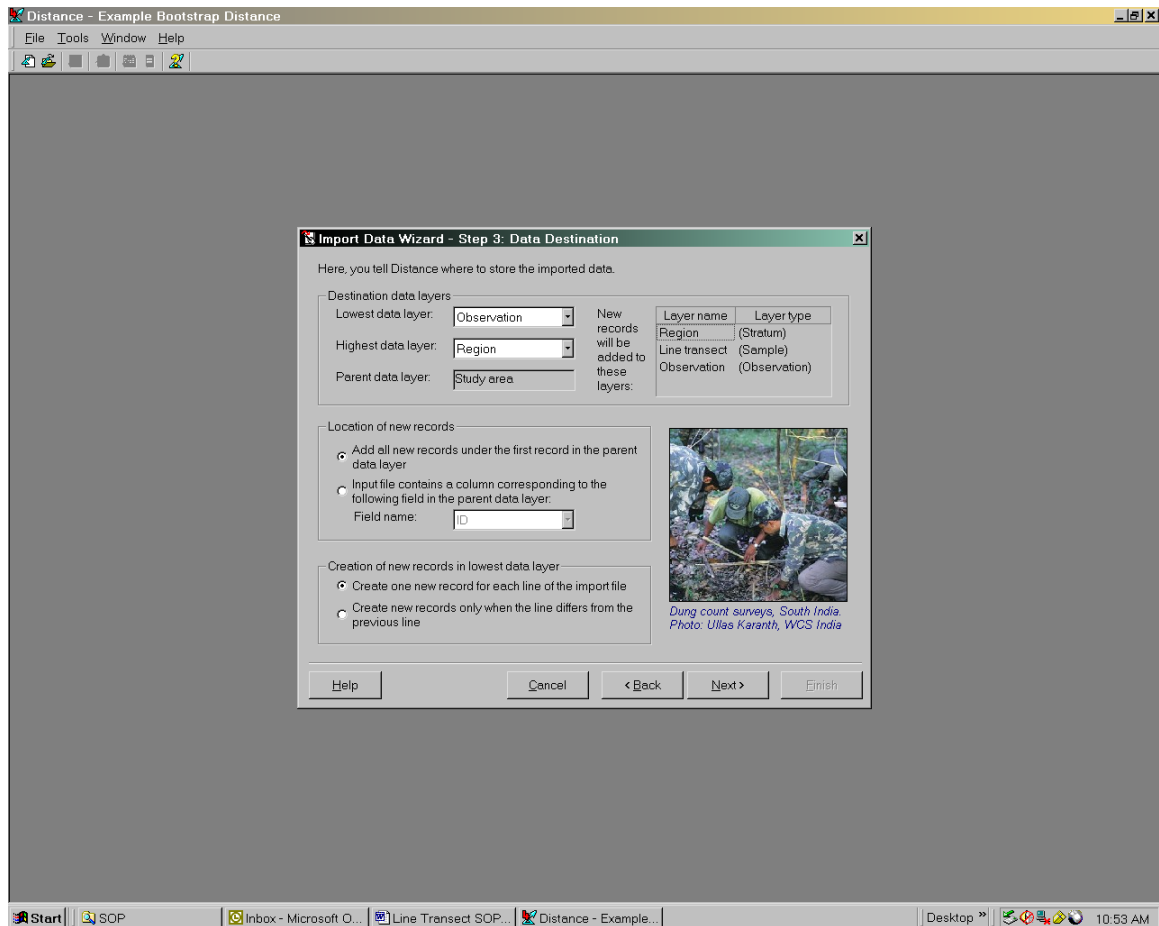 Distance - Example Bootstrap Distance
File Tools Window Help
Import Data Wizard - Step 3: Data Destination
Here, you tell Distance where to store the imported data.
Destination data layers
Lowest data layer: Observation
Highest data layer: Region
Parent data layer: Study area
New
records
will be
added to
these
layers:
Layer name Layer type
Region (Stratum)
Line transect (Sample)
Observation (Observation)
Location of new records
Add all new records under the first record in the parent
data layer
Input file contains a column corresponding to the
following field in the parent data layer:
Field name: ID
Creation of new records in lowest data layer
Create one new record for each line of the import file
Create new records only when the line differs from the
previous line
Dung count surveys, South India.
Photo: Ullas Karanth, WCS India
Help Cancel < Back Next > Finish
Start SOP Inbox - Microsoft O... Line Transect SOP... Distance - Example... Desktop » 10:53 AM